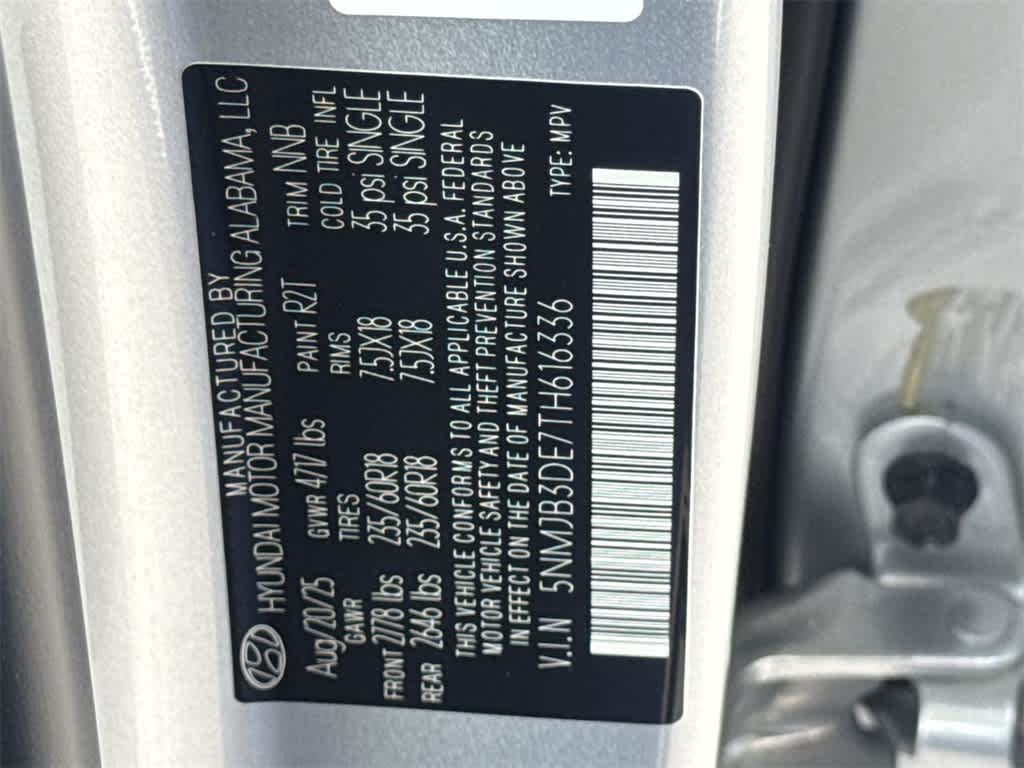 MANUFACTURED BY
HYUNDAI MOTOR MANUFACTURING ALABAMA, LLC
Aug/20/25 GVWR 4717 lbs PAINT R2T TRIM NNB
GAWR TIRES RIMS COLD TIRE INFL
FRONT 2778 lbs 235/60R18 7.5JX18 35 psi SINGLE
REAR 2646 lbs 235/60R18 7.5JX18 35 psi SINGLE
THIS VEHICLE CONFORMS TO ALL APPLICABLE U.S.A. FEDERAL
MOTOR VEHICLE SAFETY AND THEFT PREVENTION STANDARDS
IN EFFECT ON THE DATE OF MANUFACTURE SHOWN ABOVE
V.I.N 5NMJB3DE7TH616336 TYPE: MPV